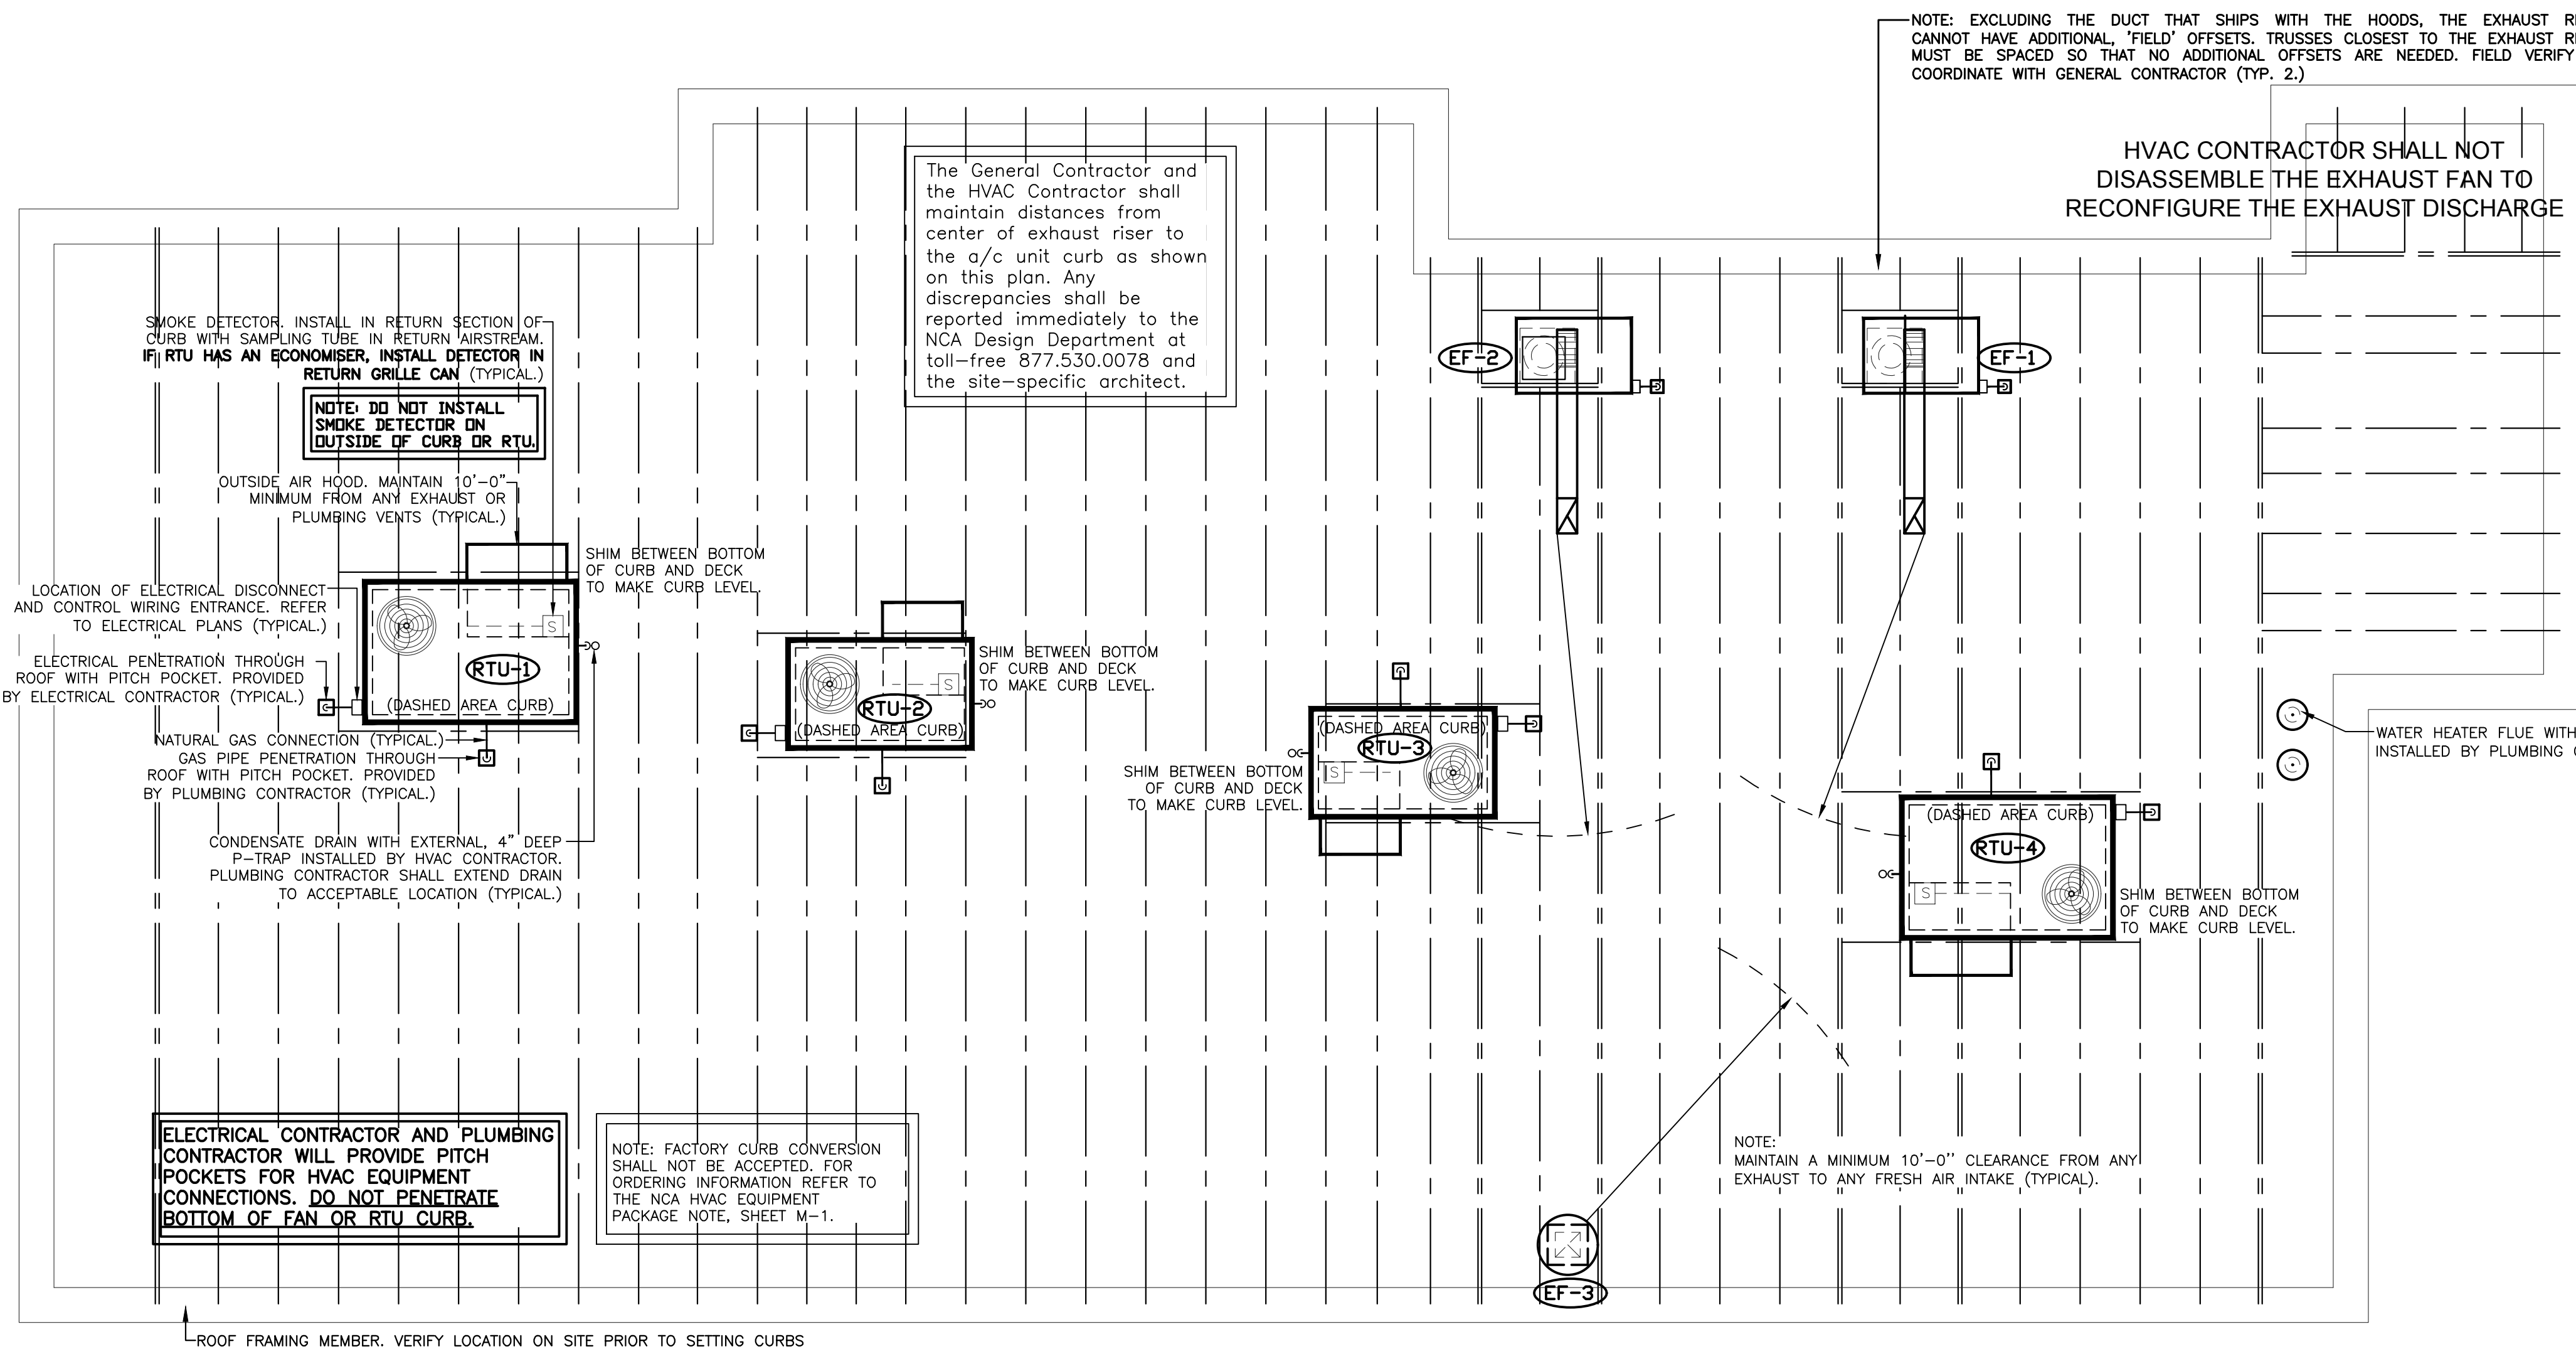 NOTE: EXCLUDING THE DUCT THAT SHIPS WITH THE HOODS, THE EXHAUST
CANNOT HAVE ADDITIONAL, 'FIELD' OFFSETS. TRUSSES CLOSEST TO THE EXHAUST
MUST BE SPACED SO THAT NO ADDITIONAL OFFSETS ARE NEEDED. FIELD VERIFY
COORDINATE WITH GENERAL CONTRACTOR (TYP. 2.)
HVAC CONTRACTOR SHALL NOT
DISASSEMBLE THE EXHAUST FAN TO
RECONFIGURE THE EXHAUST DISCHARGE
The General Contractor and
the HVAC Contractor shall
maintain distances from
center of exhaust riser to
the a/c unit curb as shown
on this plan. Any
discrepancies shall be
reported immediately to the
NCA Design Department at
toll-free 877.530.0078 and
the site-specific architect.
SMOKE DETECTOR. INSTALL IN RETURN SECTION OF
CURB WITH SAMPLING TUBE IN RETURN AIRSTREAM.
IF RTU HAS AN ECONOMISER, INSTALL DETECTOR IN
RETURN GRILLE CAN (TYPICAL.)
NOTE: DO NOT INSTALL
SMOKE DETECTOR ON
OUTSIDE OF CURB OR RTU.
EF-2
EF-1
OUTSIDE AIR HOOD. MAINTAIN 10'-0"
MINIMUM FROM ANY EXHAUST OR
PLUMBING VENTS (TYPICAL.)
SHIM BETWEEN BOTTOM
OF CURB AND DECK
TO MAKE CURB LEVEL.
LOCATION OF ELECTRICAL DISCONNECT
AND CONTROL WIRING ENTRANCE. REFER
TO ELECTRICAL PLANS (TYPICAL.)
S
RTU-1
(DASHED AREA CURB)
ELECTRICAL PENETRATION THROUGH
ROOF WITH PITCH POCKET. PROVIDED
BY ELECTRICAL CONTRACTOR (TYPICAL.)
SHIM BETWEEN BOTTOM
OF CURB AND DECK
TO MAKE CURB LEVEL.
S
RTU-2
(DASHED AREA CURB)
NATURAL GAS CONNECTION (TYPICAL.)
GAS PIPE PENETRATION THROUGH
ROOF WITH PITCH POCKET. PROVIDED
BY PLUMBING CONTRACTOR (TYPICAL.)
(DASHED AREA CURB)
RTU-3
S
SHIM BETWEEN BOTTOM
OF CURB AND DECK
TO MAKE CURB LEVEL.
WATER HEATER FLUE WITH
INSTALLED BY PLUMBING
CONDENSATE DRAIN WITH EXTERNAL, 4" DEEP
P-TRAP INSTALLED BY HVAC CONTRACTOR.
PLUMBING CONTRACTOR SHALL EXTEND DRAIN
TO ACCEPTABLE LOCATION (TYPICAL.)
(DASHED AREA CURB)
RTU-4
S
SHIM BETWEEN BOTTOM
OF CURB AND DECK
TO MAKE CURB LEVEL.
ELECTRICAL CONTRACTOR AND PLUMBING
CONTRACTOR WILL PROVIDE PITCH
POCKETS FOR HVAC EQUIPMENT
CONNECTIONS. DO NOT PENETRATE
BOTTOM OF FAN OR RTU CURB.
NOTE: FACTORY CURB CONVERSION
SHALL NOT BE ACCEPTED. FOR
ORDERING INFORMATION REFER TO
THE NCA HVAC EQUIPMENT
PACKAGE NOTE, SHEET M-1.
NOTE:
MAINTAIN A MINIMUM 10'-0'' CLEARANCE FROM ANY
EXHAUST TO ANY FRESH AIR INTAKE (TYPICAL).
EF-3
ROOF FRAMING MEMBER. VERIFY LOCATION ON SITE PRIOR TO SETTING CURBS